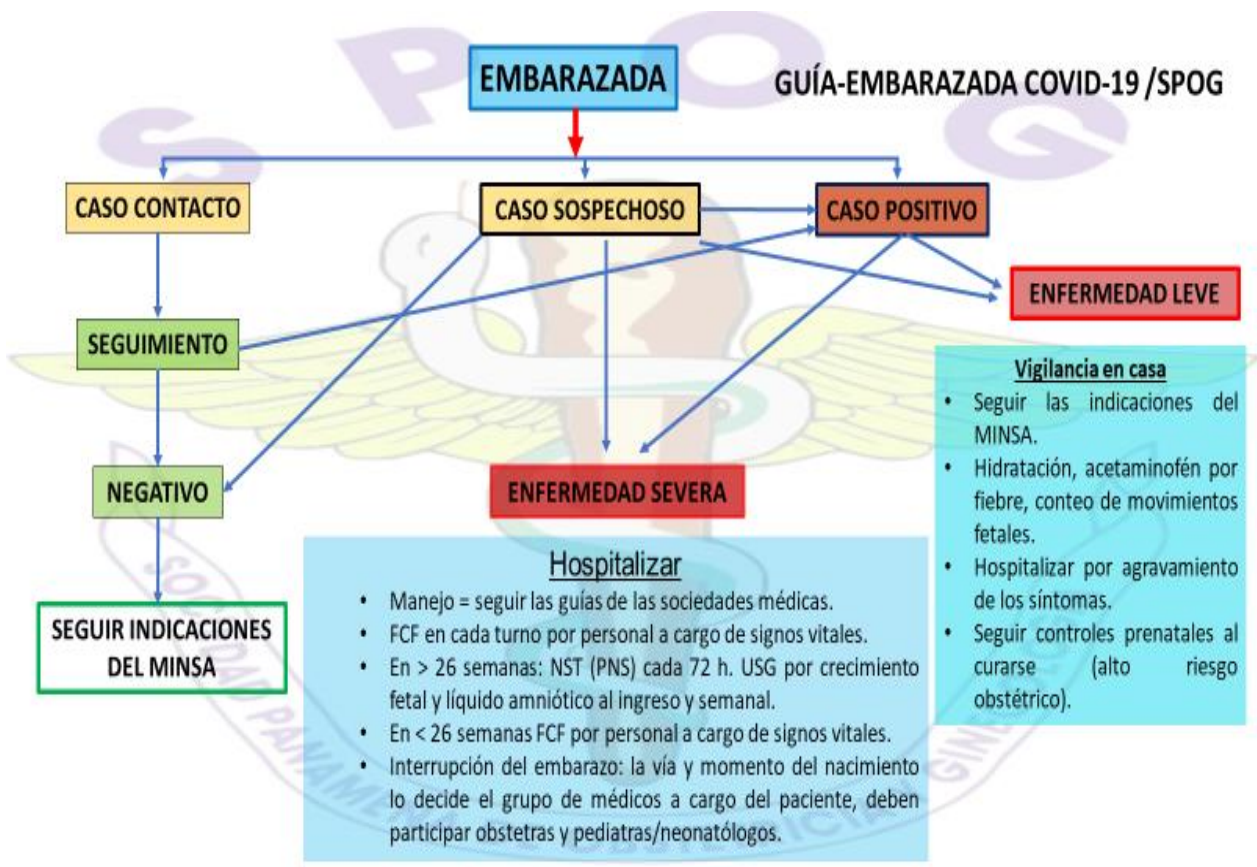 S P O G
EMBARAZADA
GUÍA-EMBARAZADA COVID-19 /SPOG
CASO CONTACTO
CASO SOSPECHOSO
CASO POSITIVO
ENFERMEDAD LEVE
SEGUIMIENTO
Vigilancia en casa
• Seguir las indicaciones del
MINSA.
• Hidratación, acetaminofén por
fiebre, conteo de movimientos
fetales.
• Hospitalizar por agravamiento
de los síntomas.
• Seguir controles prenatales al
curarse (alto riesgo
obstétrico).
NEGATIVO
ENFERMEDAD SEVERA
SEGUIR INDICACIONES
DEL MINSA
Hospitalizar
• Manejo = seguir las guías de las sociedades médicas.
• FCF en cada turno por personal a cargo de signos vitales.
• En > 26 semanas: NST (PNS) cada 72 h. USG por crecimiento
fetal y líquido amniótico al ingreso y semanal.
• En < 26 semanas FCF por personal a cargo de signos vitales.
• Interrupción del embarazo: la vía y momento del nacimiento
lo decide el grupo de médicos a cargo del paciente, deben
participar obstetras y pediatras/neonatólogos.